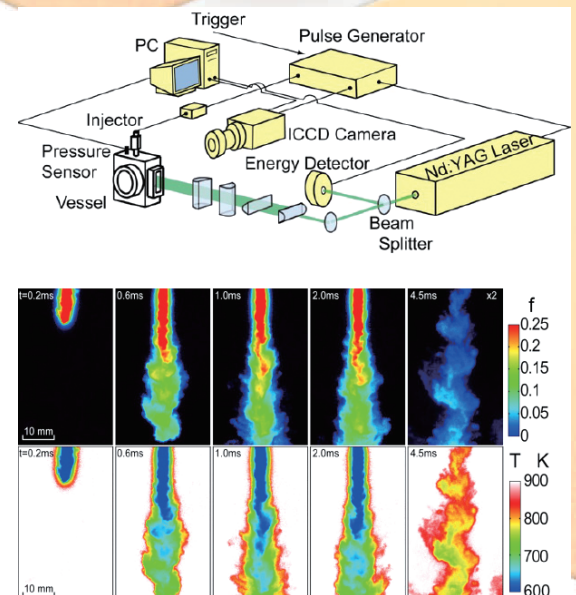 Trigger
PC
Pulse Generator
Injector
ICCD Camera
Pressure
Sensor
Energy Detector
Nd:YAG Laser
Vessel
Beam
Splitter
t=0.2ms
0.6ms
1.0ms
2.0ms
4.5ms
x2
f
0.25
0.2
0.15
0.1
0.05
0
10 mm
t=0.2ms
0.6ms
1.0ms
2.0ms
4.5ms
T K
900
800
700
600
10 mm